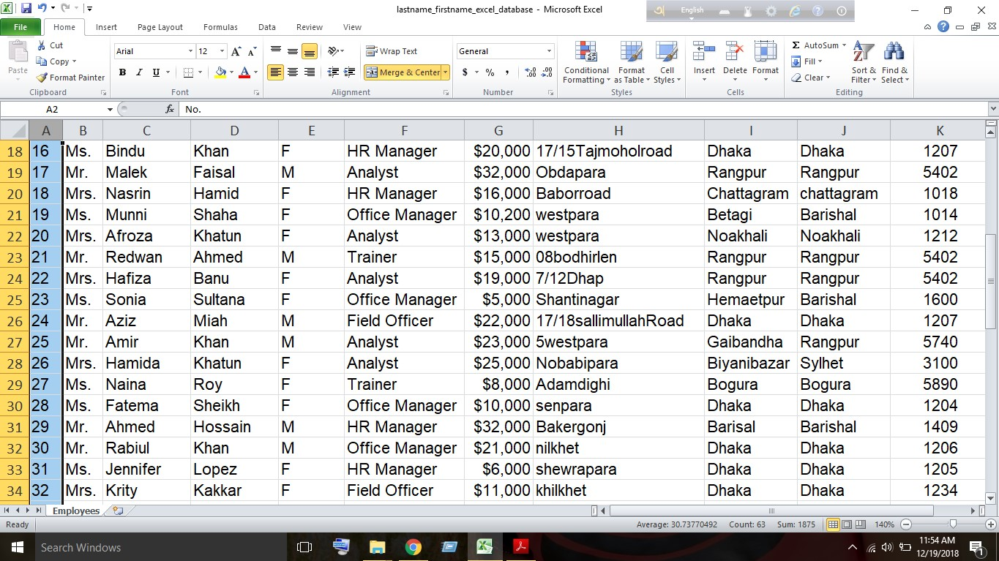 lastname_firstname_excel_database - Microsoft Excel
English
File Home Insert Page Layout Formulas Data Review View
Paste Cut Copy Format Painter Clipboard
Arial 12 A A B I U A Font
Wrap Text Merge & Center Alignment
General $ % , .00 .0 Number
Conditional Formatting Format as Table Cell Styles Styles
Insert Delete Format Cells
Σ AutoSum Fill Clear Sort & Filter Find & Select Editing
A2 fx No.
A B C D E F G H I J K
18 16 Ms. Bindu Khan F HR Manager $20,000 17/15Tajmoholroad Dhaka Dhaka 1207
19 17 Mr. Malek Faisal M Analyst $32,000 Obdapara Rangpur Rangpur 5402
20 18 Mrs. Nasrin Hamid F HR Manager $16,000 Baborroad Chattagram chattagram 1018
21 19 Ms. Munni Shaha F Office Manager $10,200 westpara Betagi Barishal 1014
22 20 Mrs. Afroza Khatun F Analyst $13,000 westpara Noakhali Noakhali 1212
23 21 Mr. Redwan Ahmed M Trainer $15,000 08bodhirlen Rangpur Rangpur 5402
24 22 Mrs. Hafiza Banu F Analyst $19,000 7/12Dhap Rangpur Rangpur 5402
25 23 Ms. Sonia Sultana F Office Manager $5,000 Shantinagar Hemaetpur Barishal 1600
26 24 Mr. Aziz Miah M Field Officer $22,000 17/18sallimullahRoad Dhaka Dhaka 1207
27 25 Mr. Amir Khan M Analyst $23,000 5westpara Gaibandha Rangpur 5740
28 26 Mrs. Hamida Khatun F Analyst $25,000 Nobabipara Biyanibazar Sylhet 3100
29 27 Ms. Naina Roy F Trainer $8,000 Adamdighi Bogura Bogura 5890
30 28 Ms. Fatema Sheikh F Office Manager $10,000 senpara Dhaka Dhaka 1204
31 29 Mr. Ahmed Hossain M HR Manager $32,000 Bakergonj Barisal Barishal 1409
32 30 Mr. Rabiul Khan M Office Manager $21,000 nilkhet Dhaka Dhaka 1206
33 31 Ms. Jennifer Lopez F HR Manager $6,000 shewrapara Dhaka Dhaka 1205
34 32 Mrs. Krity Kakkar F Field Officer $11,000 khilkhet Dhaka Dhaka 1234
Employees
Ready Average: 30.73770492 Count: 63 Sum: 1875 140%
Search Windows
11:54 AM
12/19/2018
1